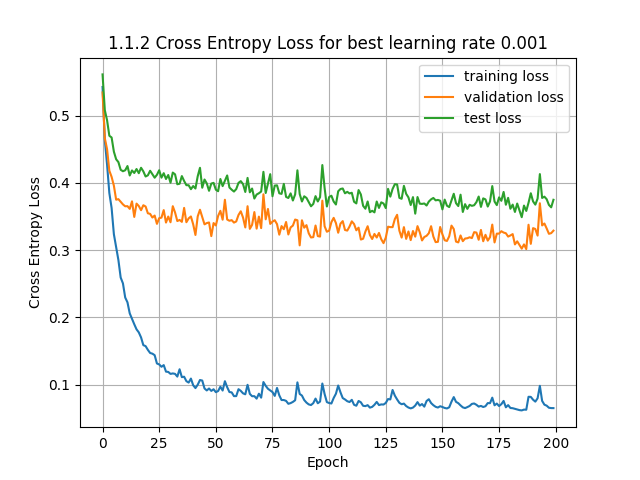 1.1.2 Cross Entropy Loss for best learning rate 0.001
training loss
validation loss
test loss
Cross Entropy Loss
0.5
0.4
0.3
0.2
0.1
0 25 50 75 100 125 150 175 200
Epoch